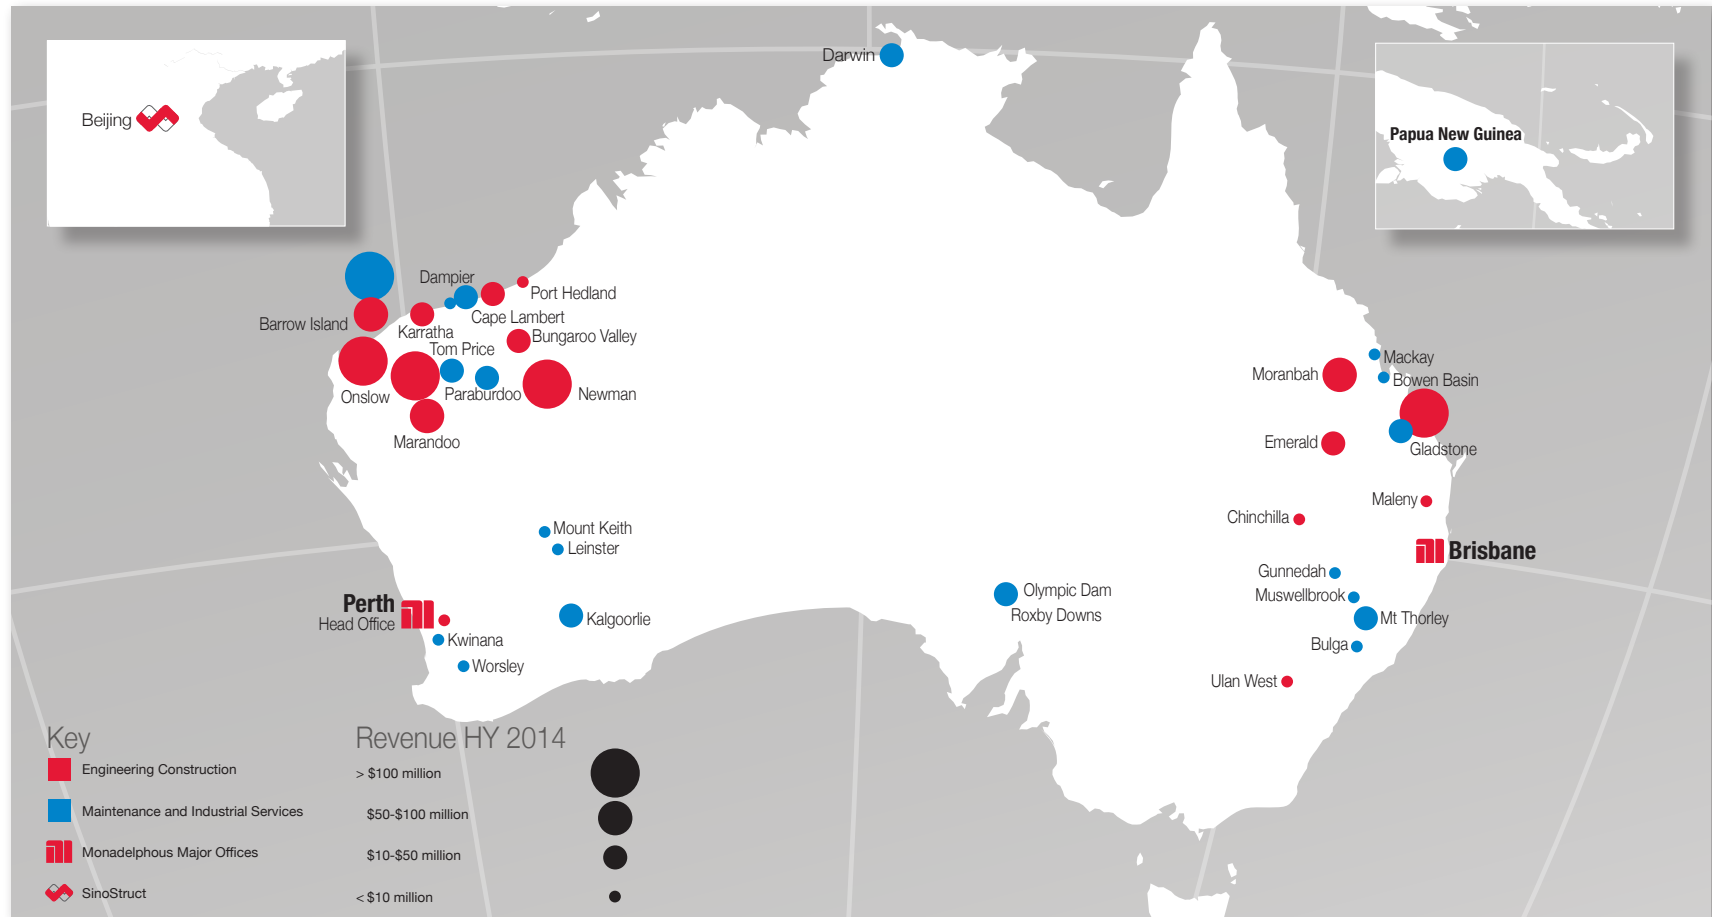 Darwin
Beijing
Papua New Guinea
Dampier
Port Hedland
Barrow Island
Cape Lambert
Karratha
Bungaroo Valley
Tom Price
Mackay
Moranbah
Bowen Basin
Onslow
Paraburdoo
Newman
Marandoo
Emerald
Gladstone
Maleny
Chinchilla
Mount Keith
Leinster
Brisbane
Gunnedah
Muswellbrook
Olympic Dam
Roxby Downs
Perth
Head Office
Kalgoorlie
Mt Thorley
Kwinana
Bulga
Worsley
Ulan West
Key
Revenue HY 2014
Engineering Construction
> $100 million
Maintenance and Industrial Services
$50-$100 million
Monadelphous Major Offices
$10-$50 million
SinoStruct
< $10 million